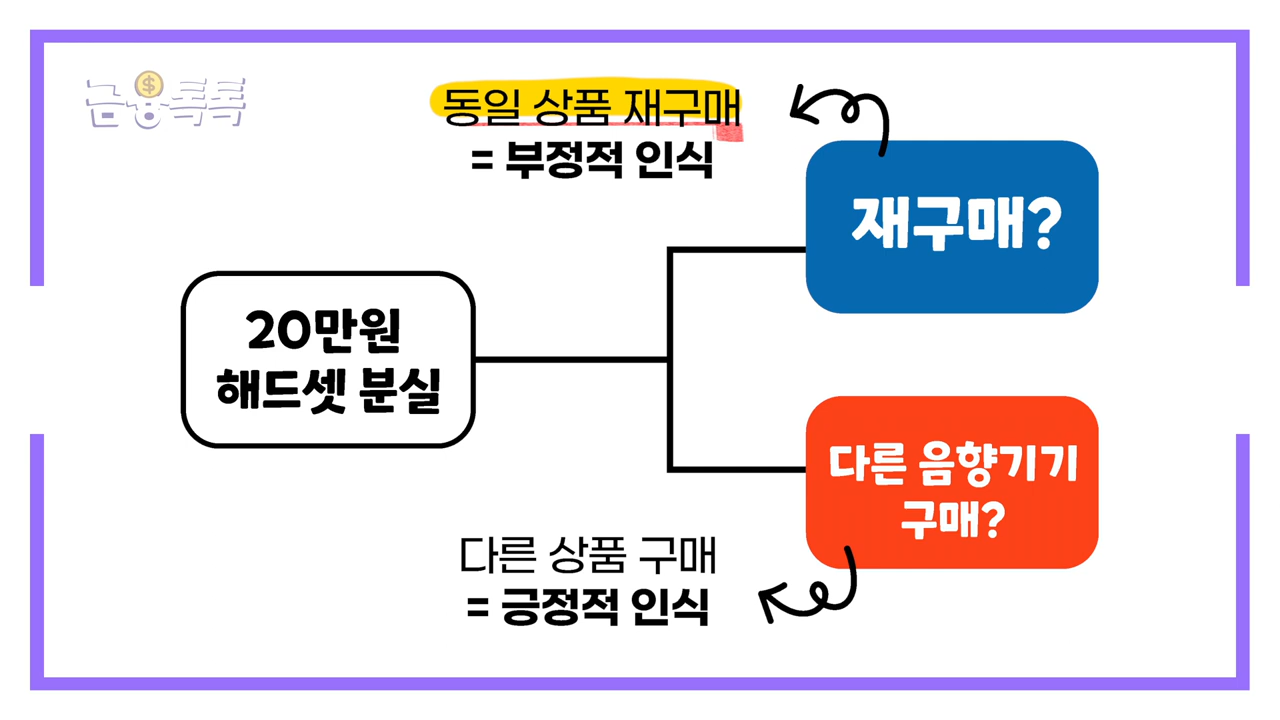 금융톡톡
동일 상품 재구매
= 부정적 인식
재구매?
20만원
해드셋 분실
다른 음향기기
구매?
다른 상품 구매
= 긍정적 인식